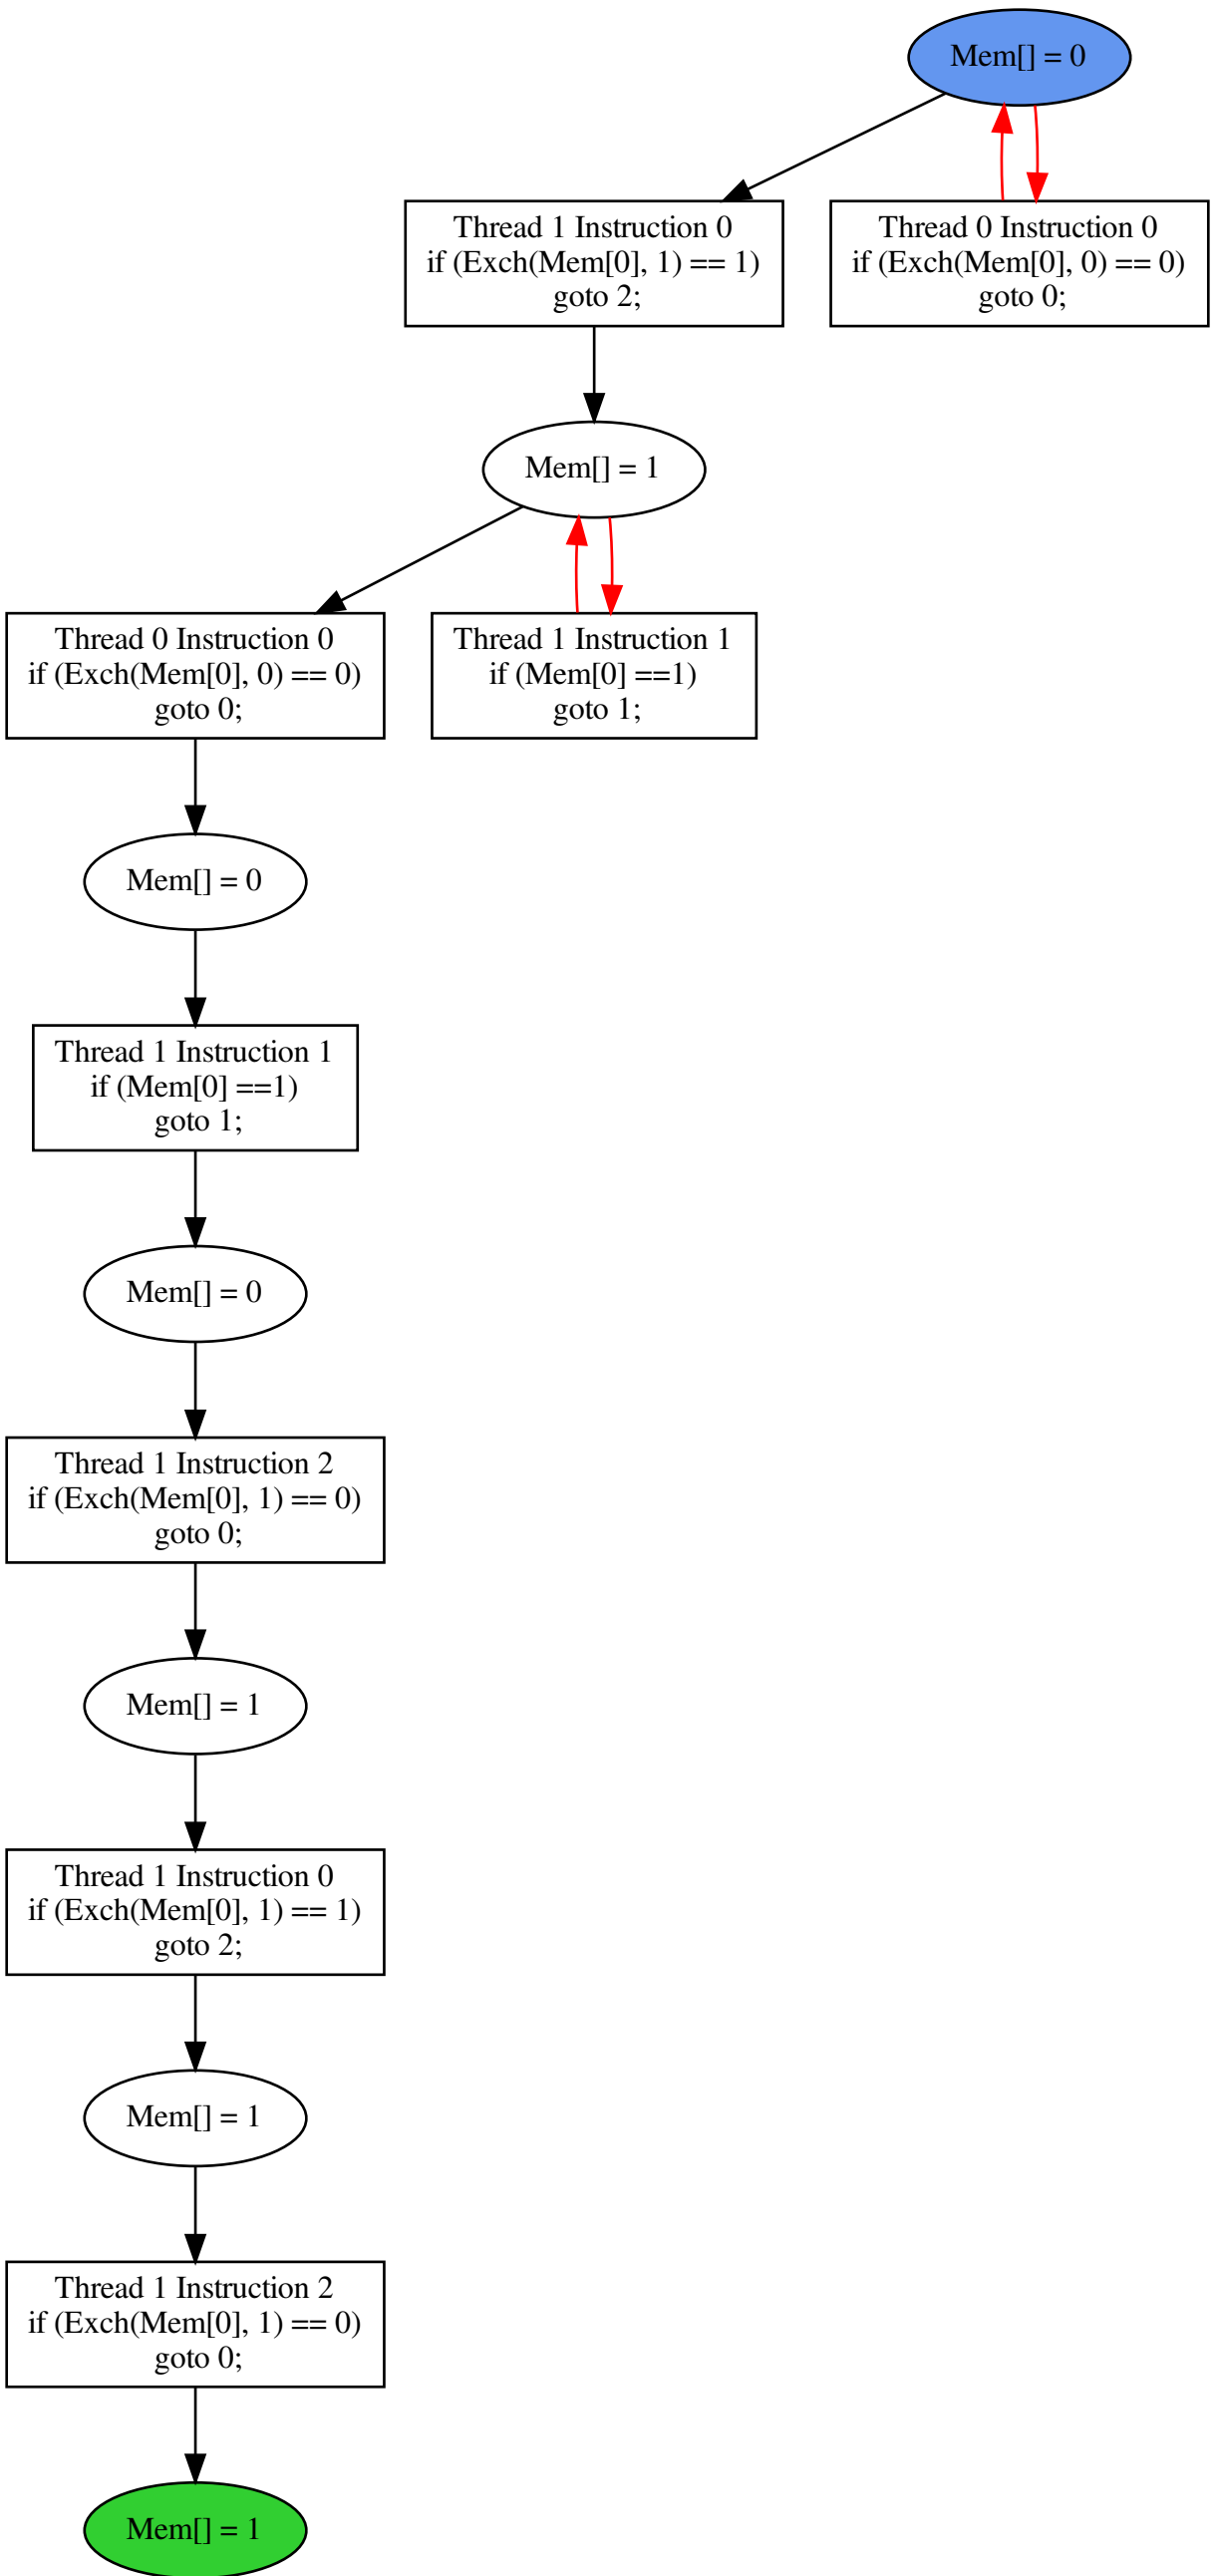 Mem[] = 0
Thread 1 Instruction 0
if (Exch(Mem[0], 1) == 1)
goto 2;
Thread 0 Instruction 0
if (Exch(Mem[0], 0) == 0)
goto 0;
Mem[] = 1
Thread 0 Instruction 0
if (Exch(Mem[0], 0) == 0)
goto 0;
Thread 1 Instruction 1
if (Mem[0] ==1)
goto 1;
Mem[] = 0
Thread 1 Instruction 1
if (Mem[0] ==1)
goto 1;
Mem[] = 0
Thread 1 Instruction 2
if (Exch(Mem[0], 1) == 0)
goto 0;
Mem[] = 1
Thread 1 Instruction 0
if (Exch(Mem[0], 1) == 1)
goto 2;
Mem[] = 1
Thread 1 Instruction 2
if (Exch(Mem[0], 1) == 0)
goto 0;
Mem[] = 1